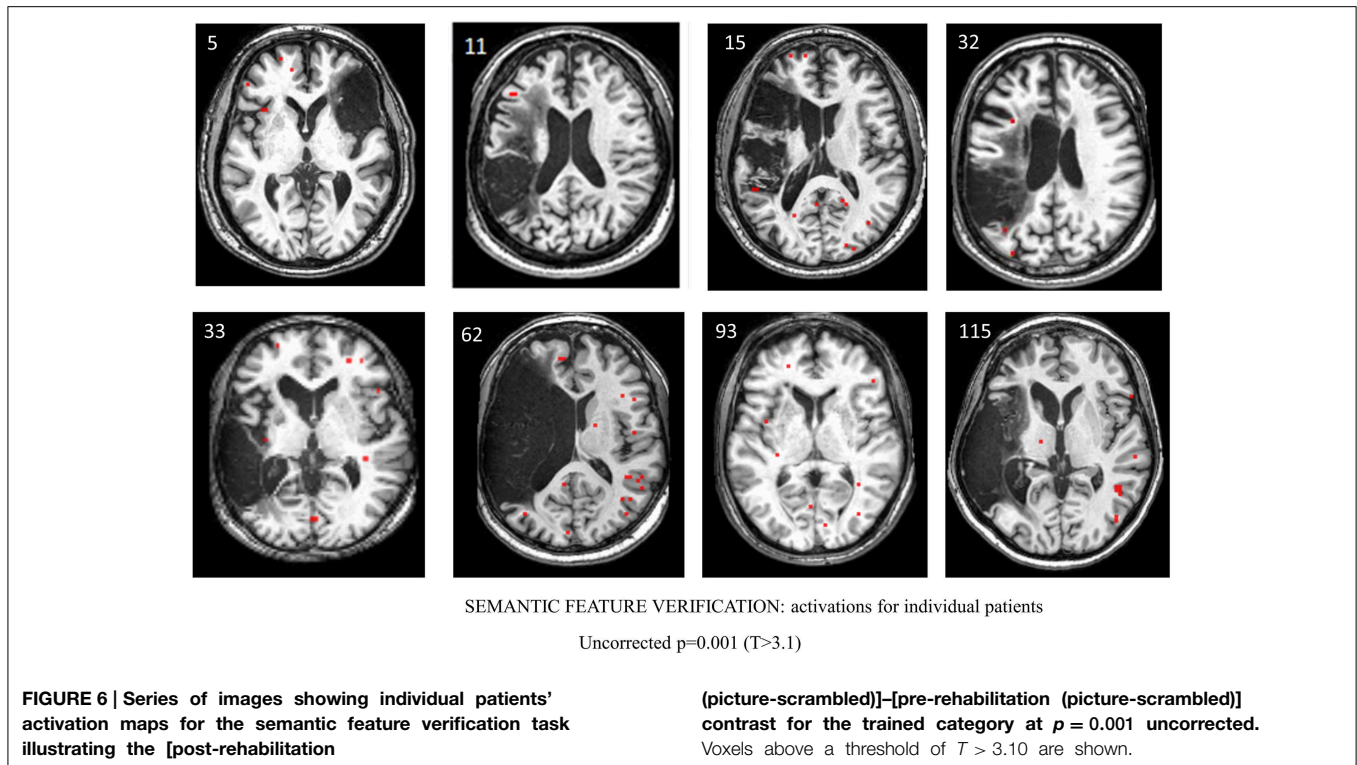 5
11
15
32
33
62
93
115
SEMANTIC FEATURE VERIFICATION: activations for individual patients
Uncorrected p=0.001 (T>3.1)
FIGURE 6 | Series of images showing individual patients'
activation maps for the semantic feature verification task
illustrating the [post-rehabilitation
(picture-scrambled)]–[pre-rehabilitation (picture-scrambled)]
contrast for the trained category at p = 0.001 uncorrected.
Voxels above a threshold of T > 3.10 are shown.